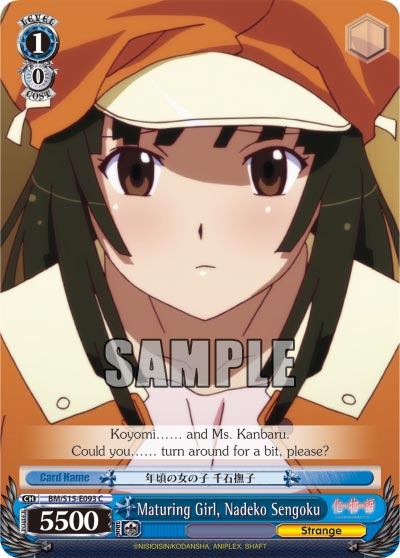 LEVEL
1
0
COST
SAMPLE
Koyomi…… and Ms. Kanbaru.
Could you…… turn around for a bit, please?
Card Name
年頃の女の子 千石撫子
CH
BM/S15-E093 C
Maturing Girl, Nadeko Sengoku
化物語
POWER
5500
Strange
©NISIOISIN/KODANSHA, ANIPLEX, SHAFT